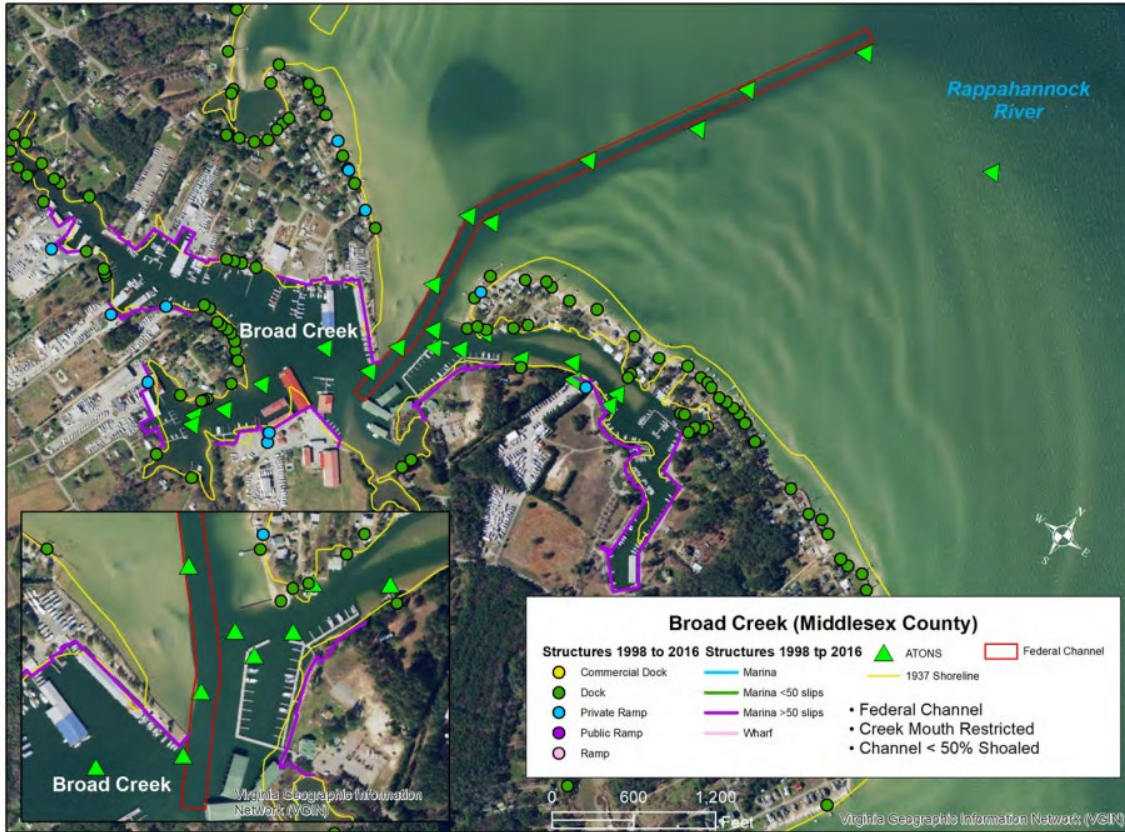 Rappahannock
River
Broad Creek
W
N
S
E
Broad Creek
Virginia Geographic Information
Network (VGIN)
Broad Creek (Middlesex County)
Structures 1998 to 2016
Commercial Dock
Dock
Private Ramp
Public Ramp
Ramp
Structures 1998 tp 2016
Marina
Marina <50 slips
Marina >50 slips
Wharf
ATONS
Federal Channel
1937 Shoreline
• Federal Channel
• Creek Mouth Restricted
• Channel < 50% Shoaled
0 600 1,200
Feet
Virginia Geographic Information Network (VGIN)